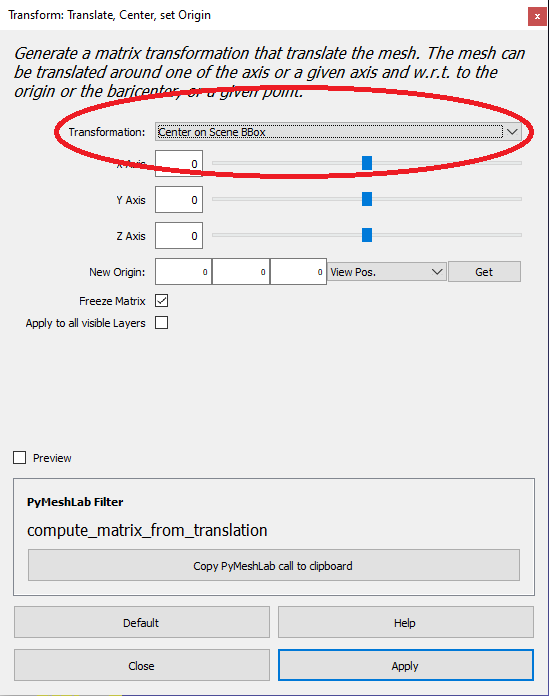 Transform: Translate, Center, set Origin
x
Generate a matrix transformation that translate the mesh. The mesh can
be translated around one of the axis or a given axis and w.r.t. to the
origin or the baricenter, or a given point.
Transformation: Center on Scene BBox
X Axis 0
Y Axis 0
Z Axis 0
New Origin: 0 0 0 View Pos. Get
Freeze Matrix
Apply to all visible Layers
Preview
PyMeshLab Filter
compute_matrix_from_translation
Copy PyMeshLab call to clipboard
Default Help
Close Apply